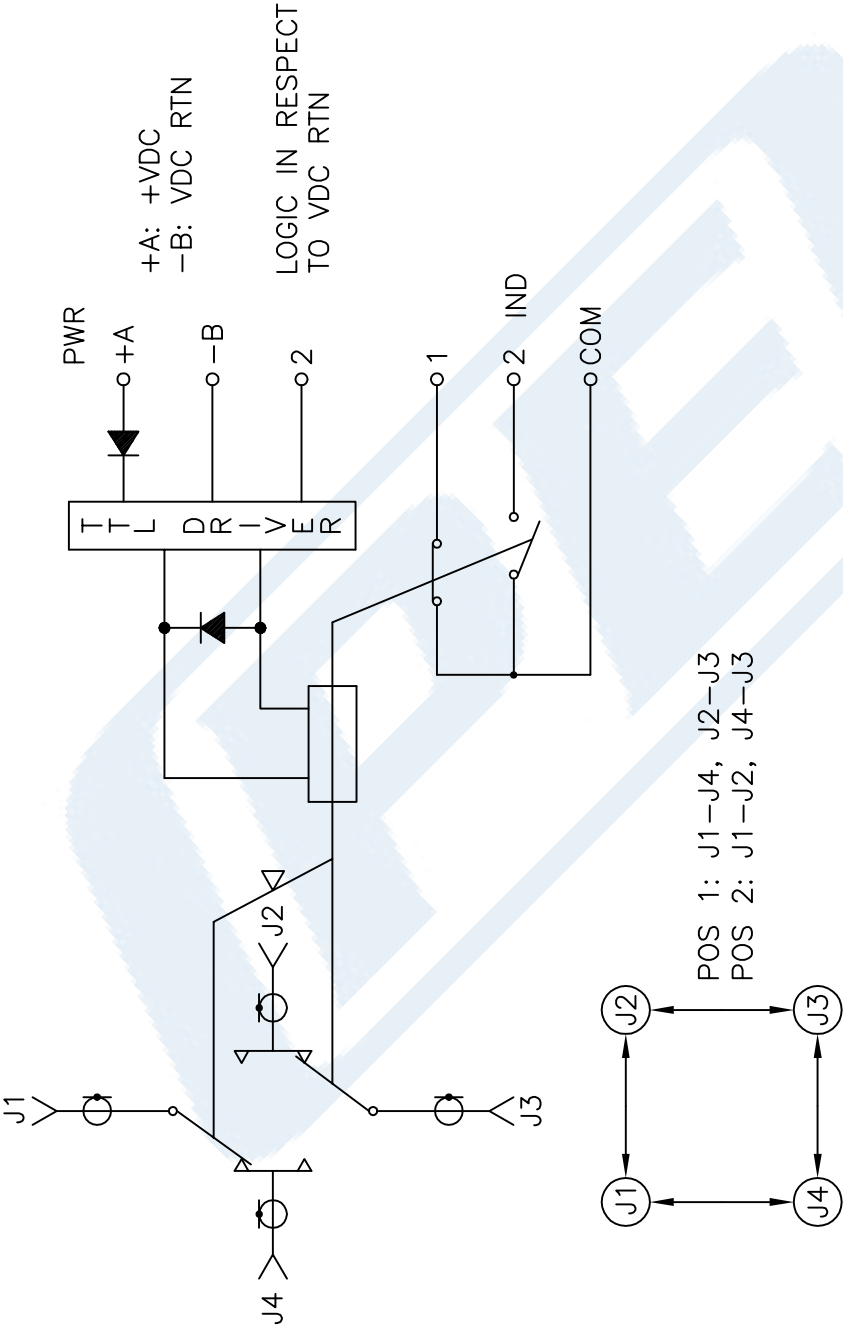 PWR
+A
-B
2
+A: +VDC
-B: VDC RTN
LOGIC IN RESPECT
TO VDC RTN
TTL DRIVER
1
2
IND
COM
J1
J2
J3
J4
J1
J2
J4
J3
POS 1: J1-J4, J2-J3
POS 2: J1-J2, J4-J3